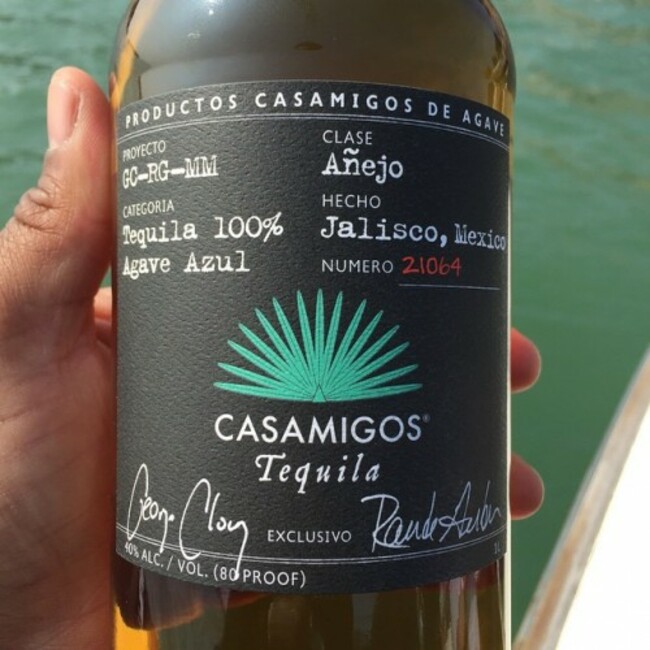 PRODUCTOS CASAMIGOS DE AGAVE
PROYECTO
GC-RG-MM
CLASE
Añejo
CATEGORIA
Tequila 100%
Agave Azul
HECHO
Jalisco, Mexico
NUMERO 21064
CASAMIGOS®
Tequila
EXCLUSIVO
40% ALC. / VOL. (80 PROOF)
1L